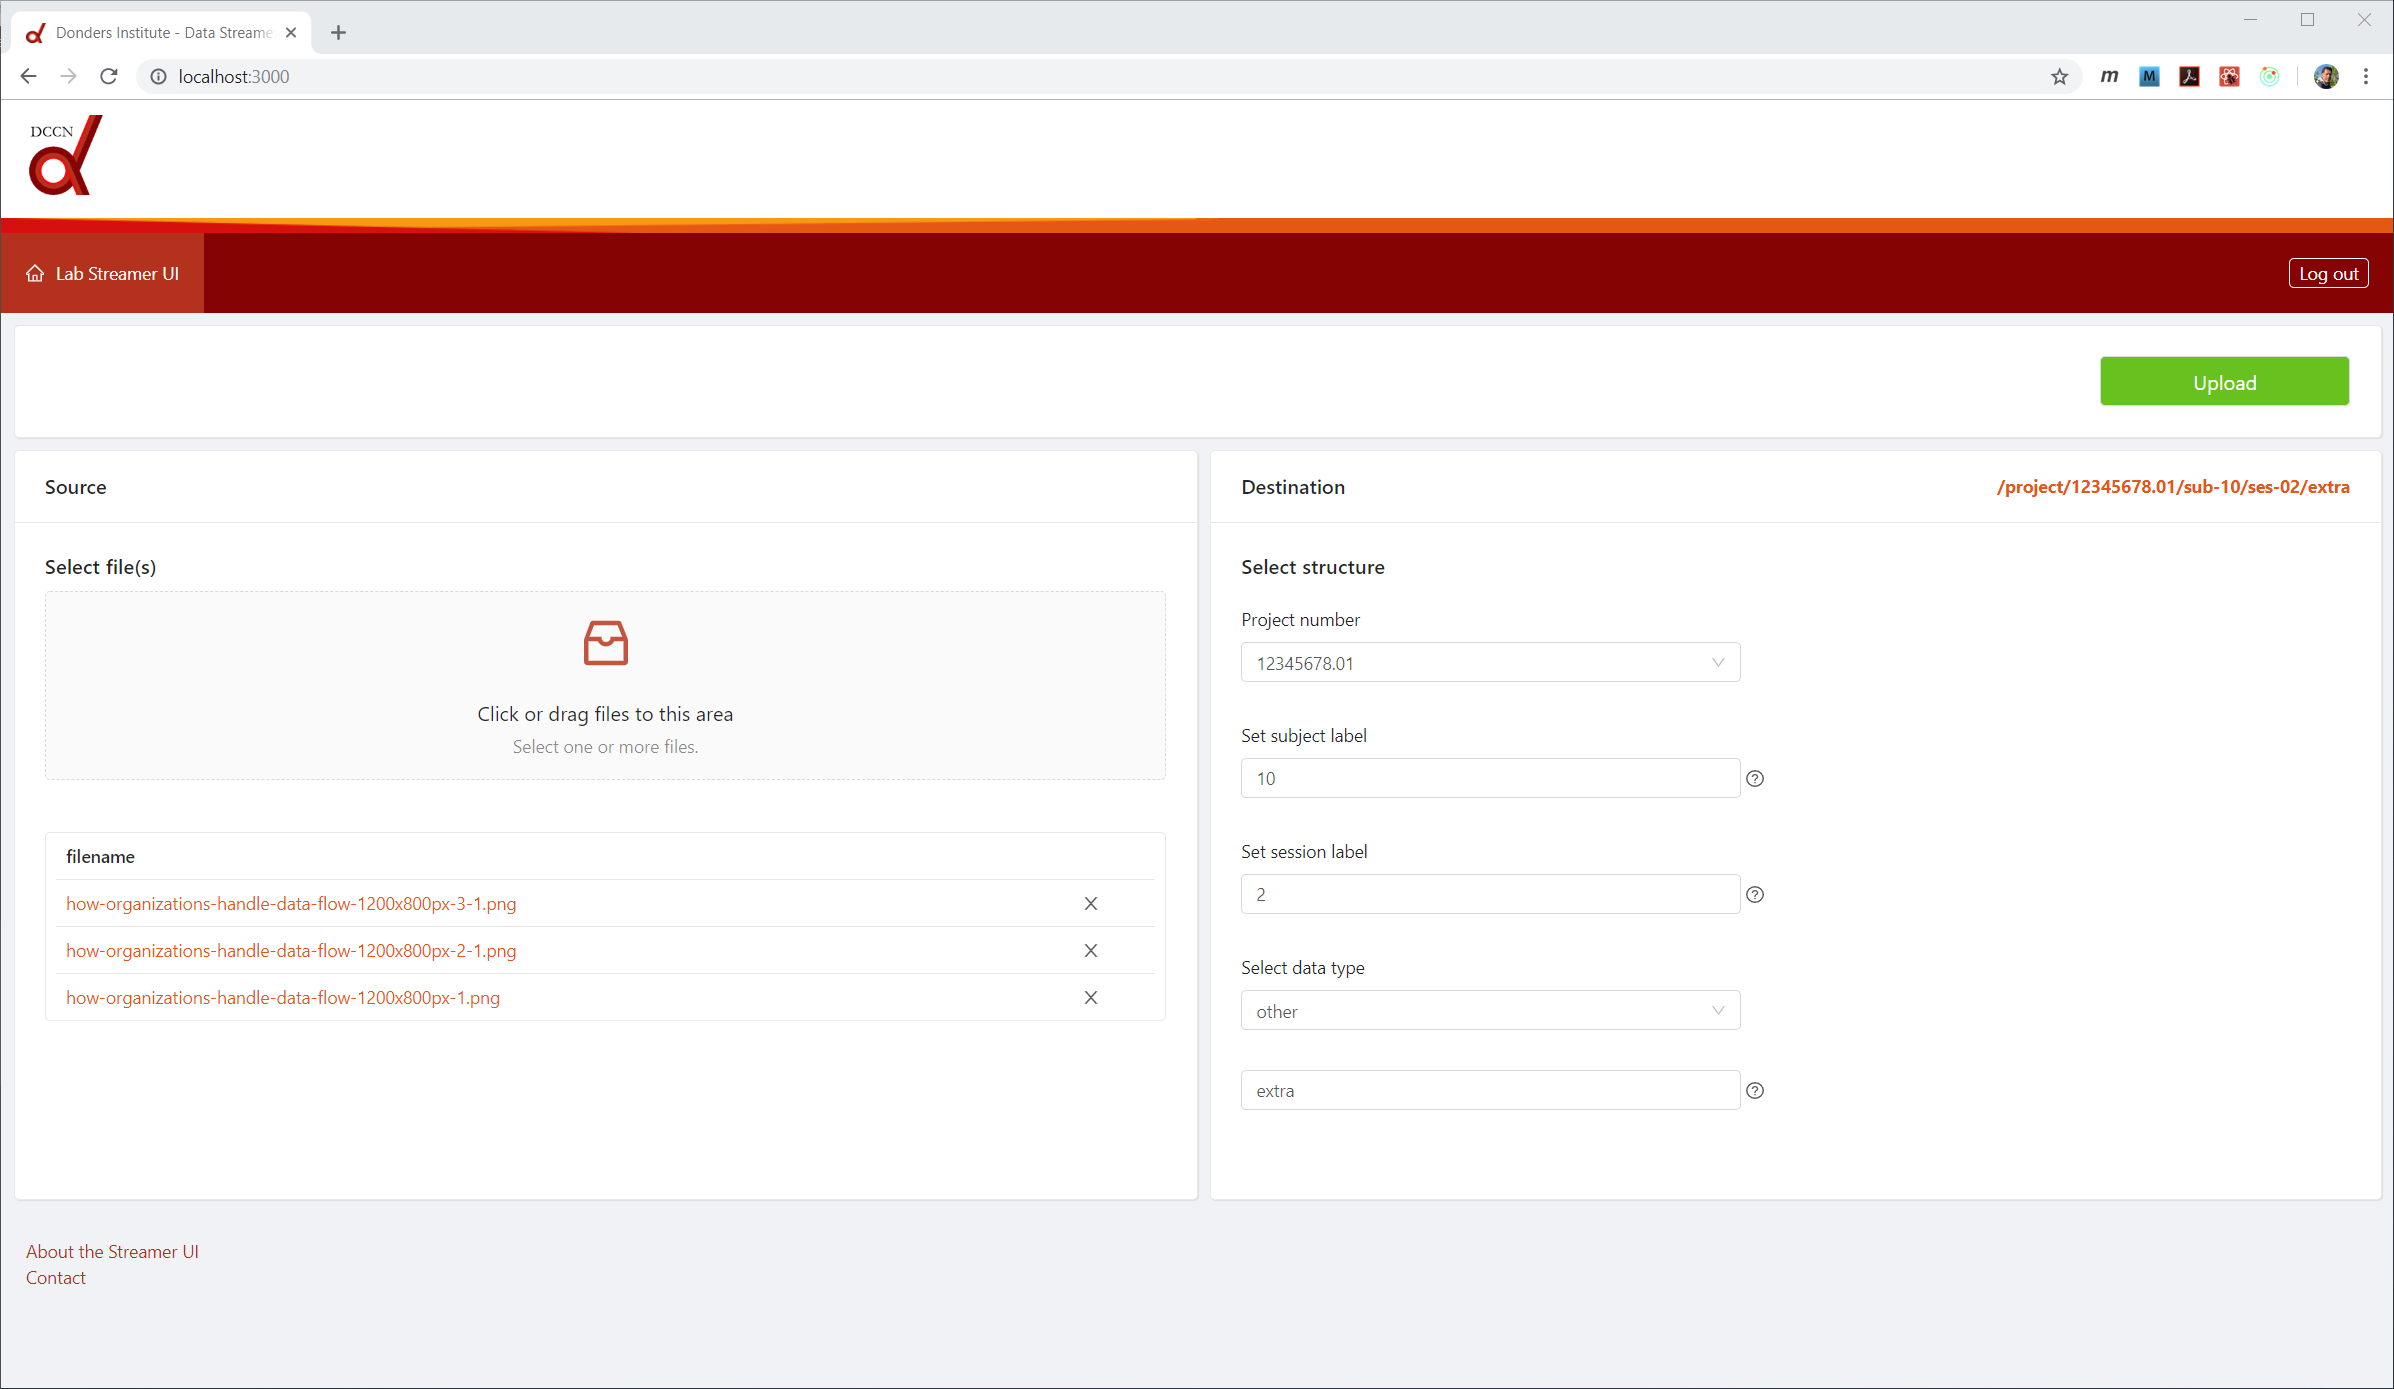 Donders Institute - Data Streame
localhost:3000
m
M
DCCN
Lab Streamer UI
Log out
Upload
Source
Destination
/project/12345678.01/sub-10/ses-02/extra
Select file(s)
Click or drag files to this area
Select one or more files.
filename
how-organizations-handle-data-flow-1200x800px-3-1.png
how-organizations-handle-data-flow-1200x800px-2-1.png
how-organizations-handle-data-flow-1200x800px-1.png
Select structure
Project number
12345678.01
Set subject label
10
Set session label
2
Select data type
other
extra
About the Streamer UI
Contact